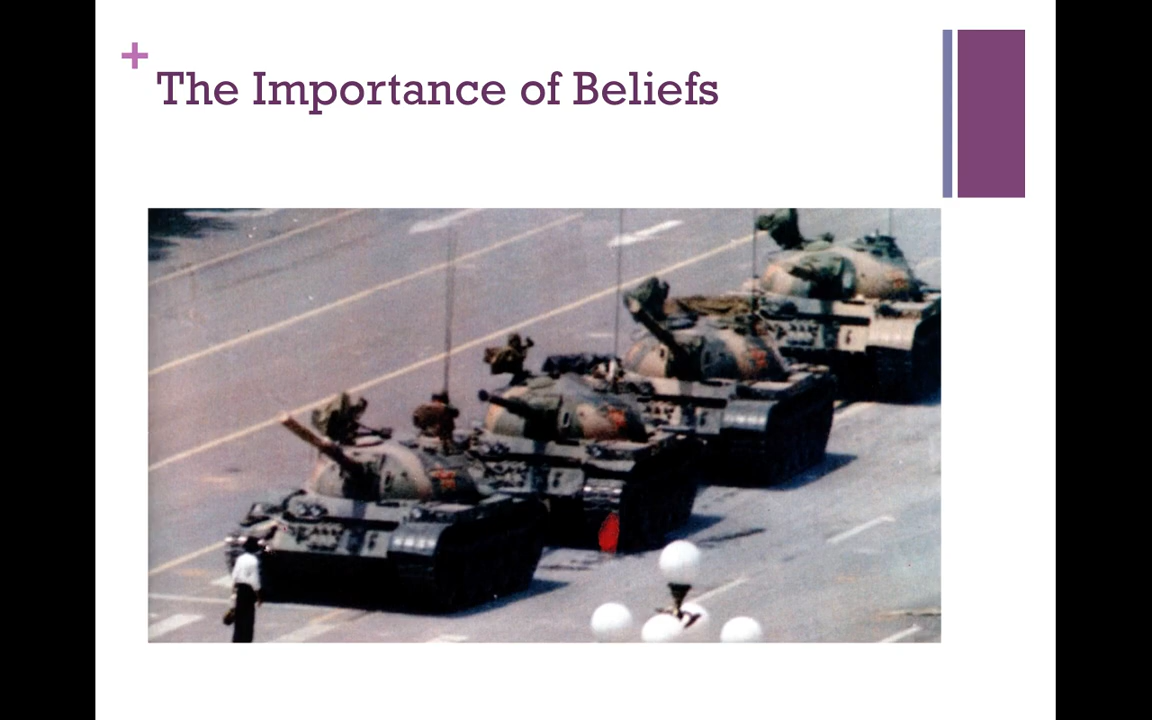 +
The Importance of Beliefs